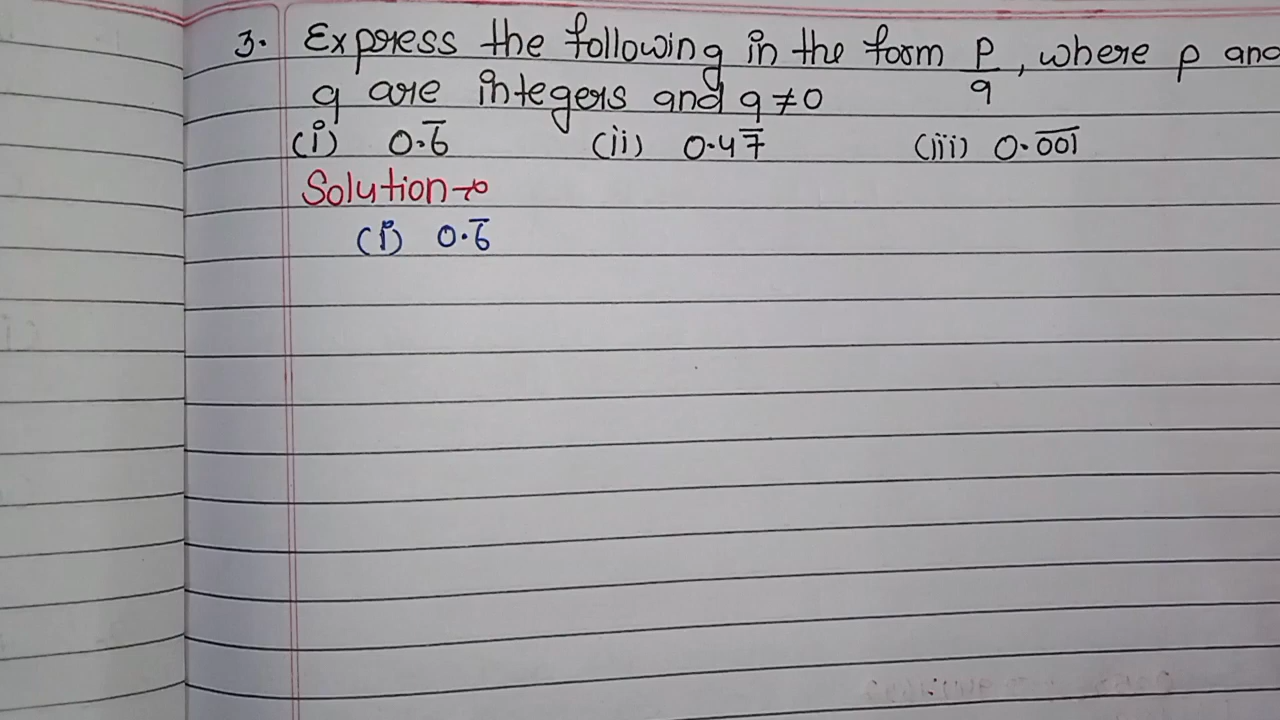 3. Express the following in the form p/q, where p and
q are integers and q ≠ 0
(i) 0.6̅ (ii) 0.47̅ (iii) 0.0̅0̅1̅
Solution →
(i) 0.6̅